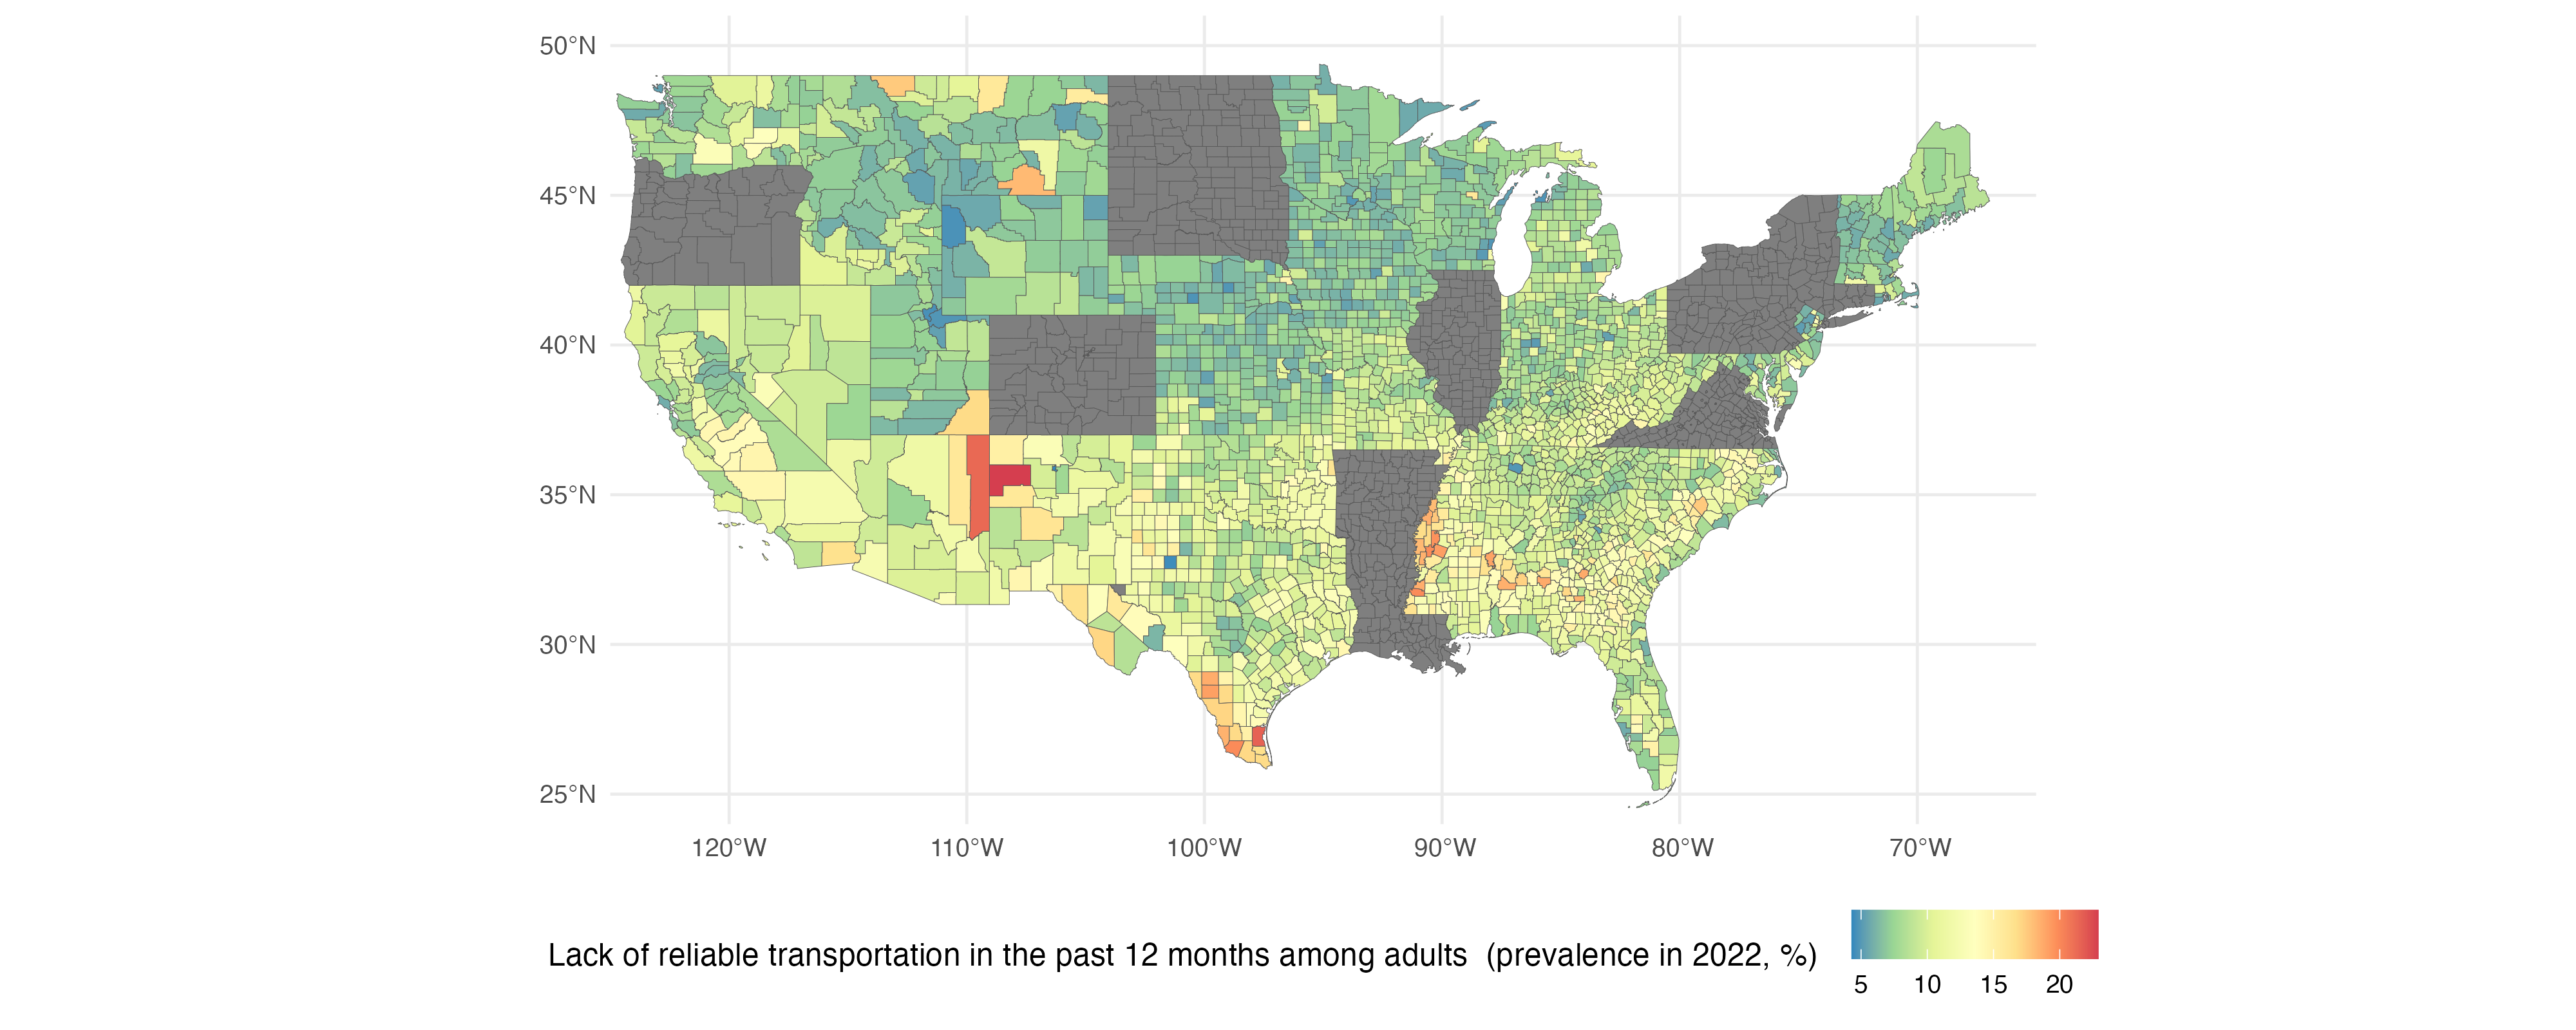 50°N
45°N
40°N
35°N
30°N
25°N
120°W 110°W 100°W 90°W 80°W 70°W
Lack of reliable transportation in the past 12 months among adults  (prevalence in 2022, %)
5 10 15 20